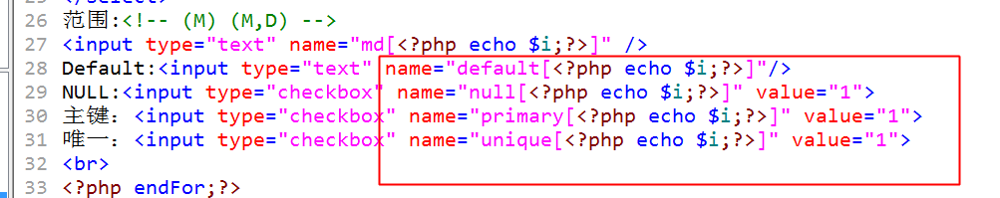 26 范围:<!-- (M) (M,D) -->
27 <input type="text" name="md[<?php echo $i;?>]" />
28 Default:<input type="text" name="default[<?php echo $i;?>]"/>
29 NULL:<input type="checkbox" name="null[<?php echo $i;?>]" value="1">
30 主键：<input type="checkbox" name="primary[<?php echo $i;?>]" value="1">
31 唯一：<input type="checkbox" name="unique[<?php echo $i;?>]" value="1">
32 <br>
33 <?php endFor;?>